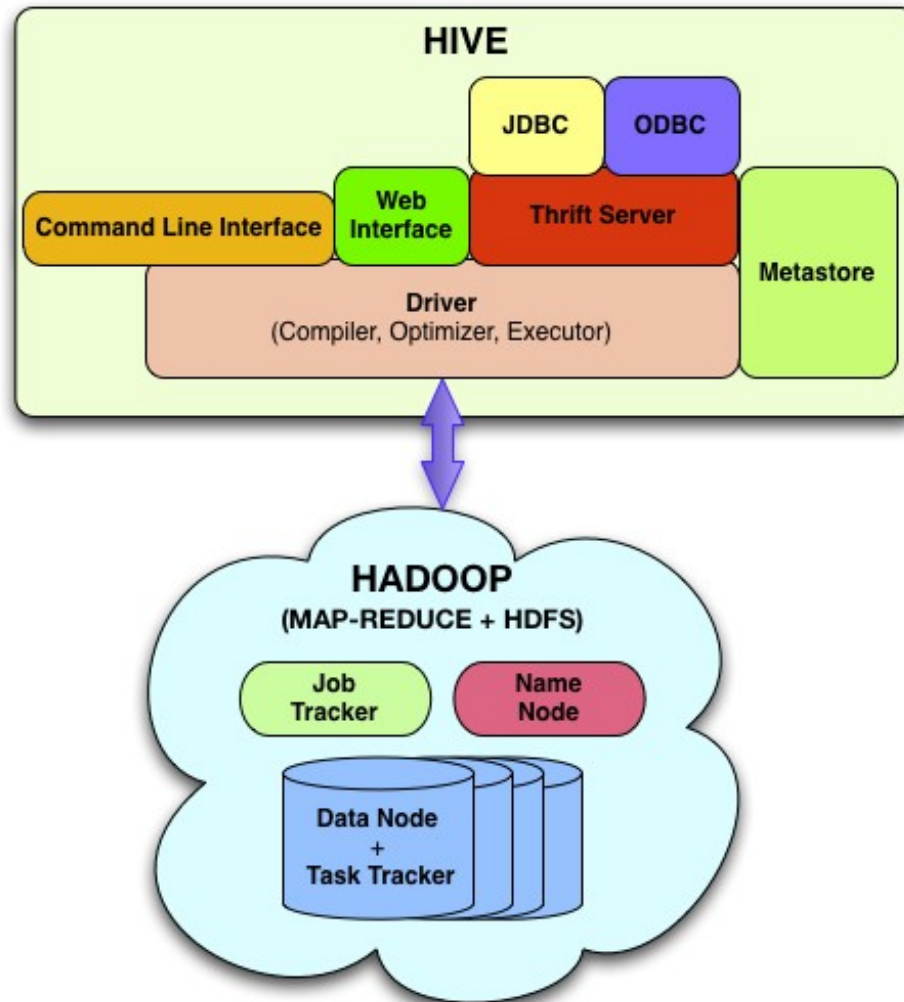 HIVE
JDBC
ODBC
Command Line Interface
Web
Interface
Thrift Server
Metastore
Driver
(Compiler, Optimizer, Executor)
HADOOP
(MAP-REDUCE + HDFS)
Job
Tracker
Name
Node
Data Node
+
Task Tracker